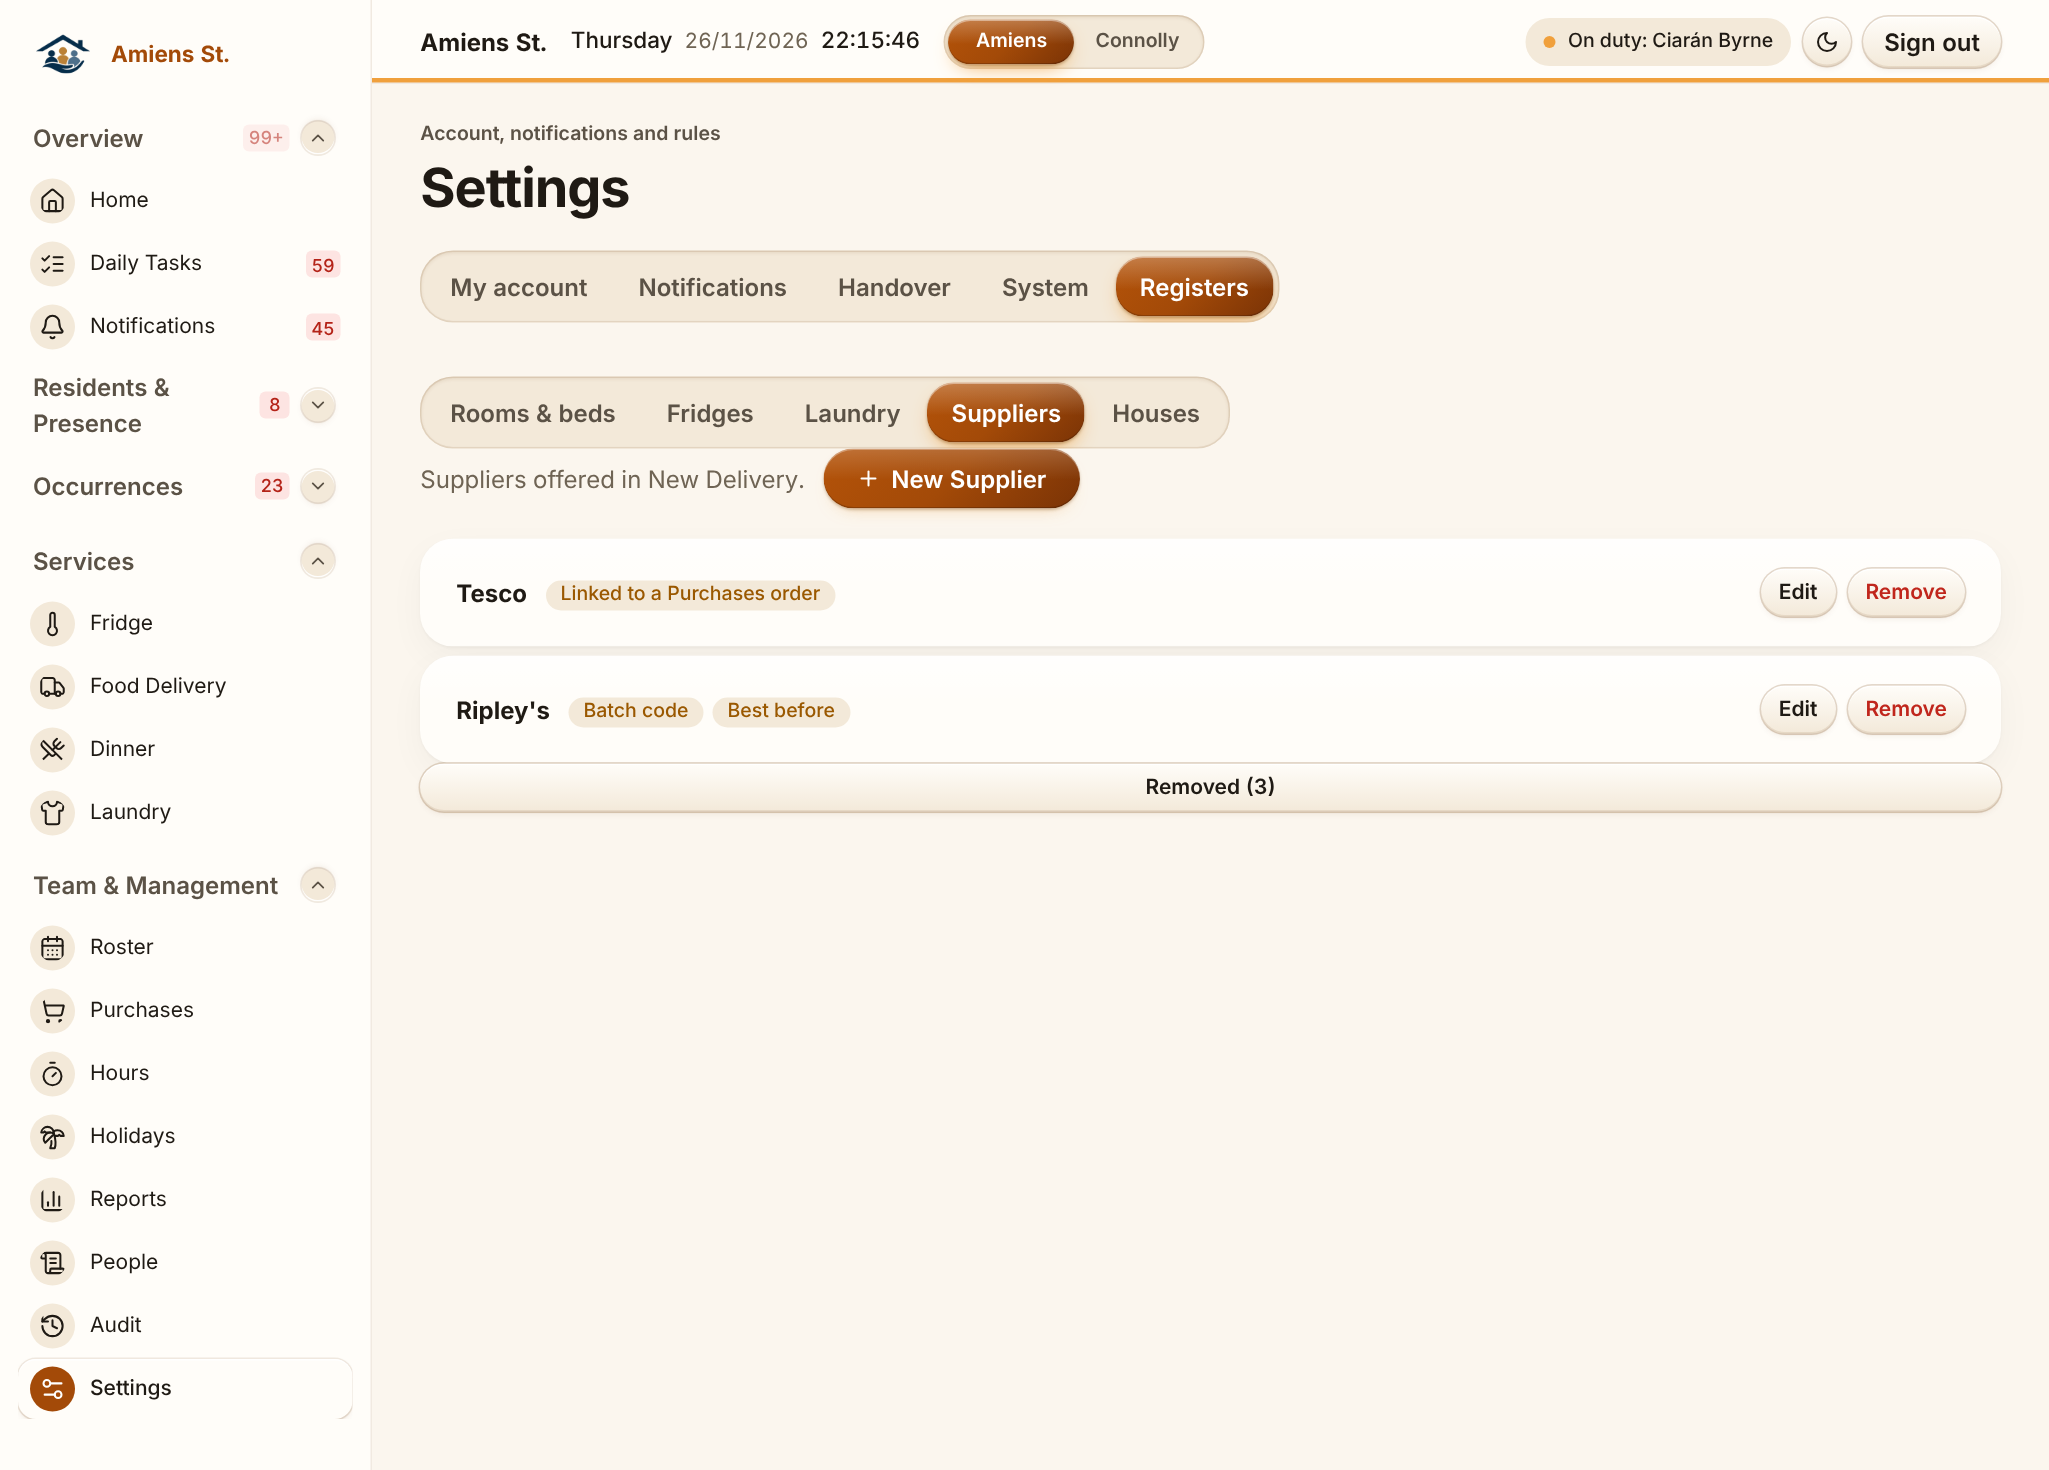 Amiens St.
Overview 99+
Home
Daily Tasks 59
Notifications 45
Residents & Presence 8
Occurrences 23
Services
Fridge
Food Delivery
Dinner
Laundry
Team & Management
Roster
Purchases
Hours
Holidays
Reports
People
Audit
Settings
Amiens St. Thursday 26/11/2026 22:15:46 Amiens Connolly On duty: Ciarán Byrne Sign out
Account, notifications and rules
Settings
My account Notifications Handover System Registers
Rooms & beds Fridges Laundry Suppliers Houses
Suppliers offered in New Delivery. + New Supplier
Tesco Linked to a Purchases order Edit Remove
Ripley's Batch code Best before Edit Remove
Removed (3)